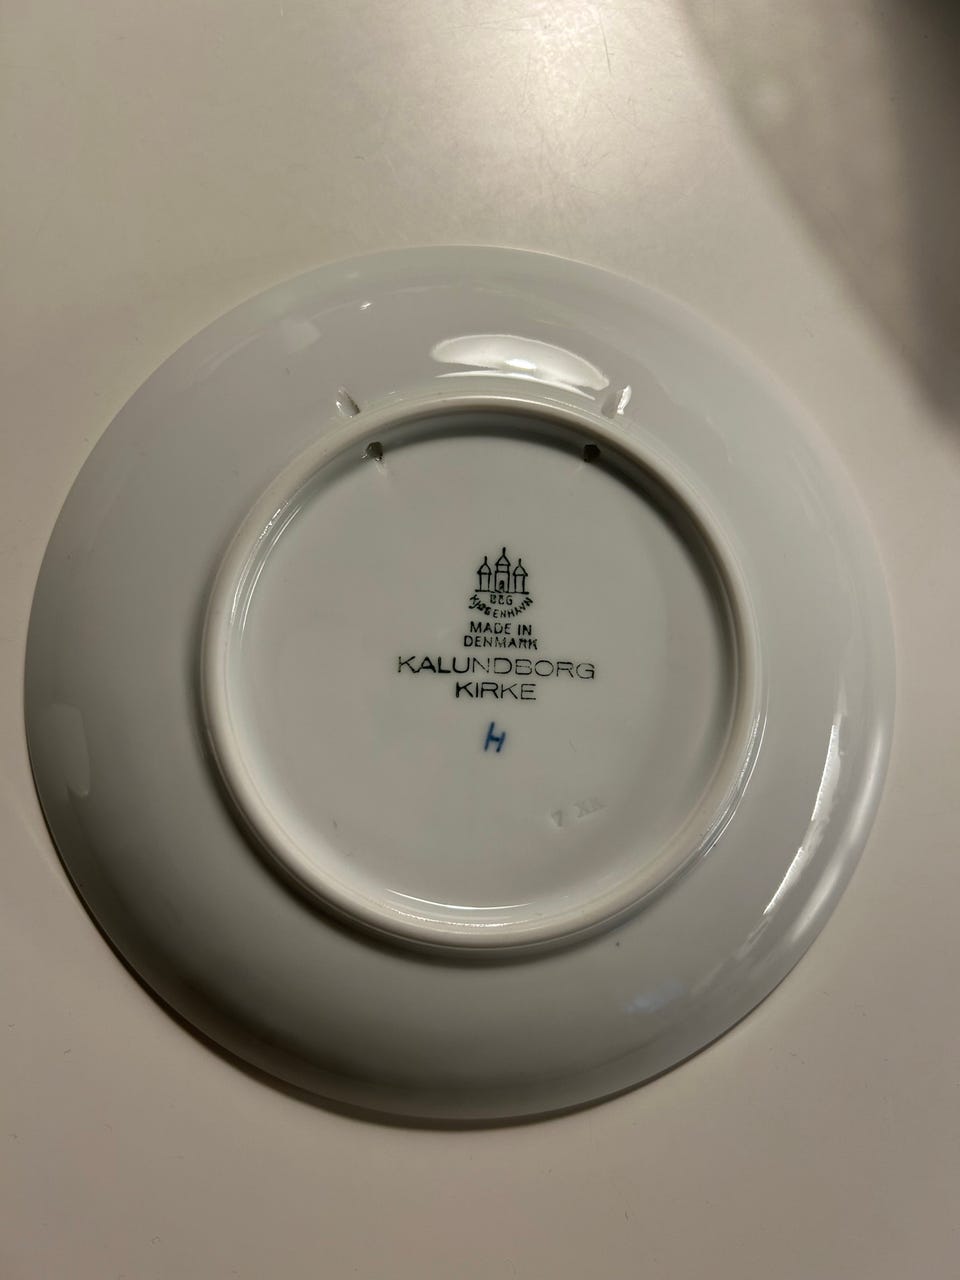 B&G
KJØBENHAVN
MADE IN
DENMARK
KALUNDBORG
KIRKE
H